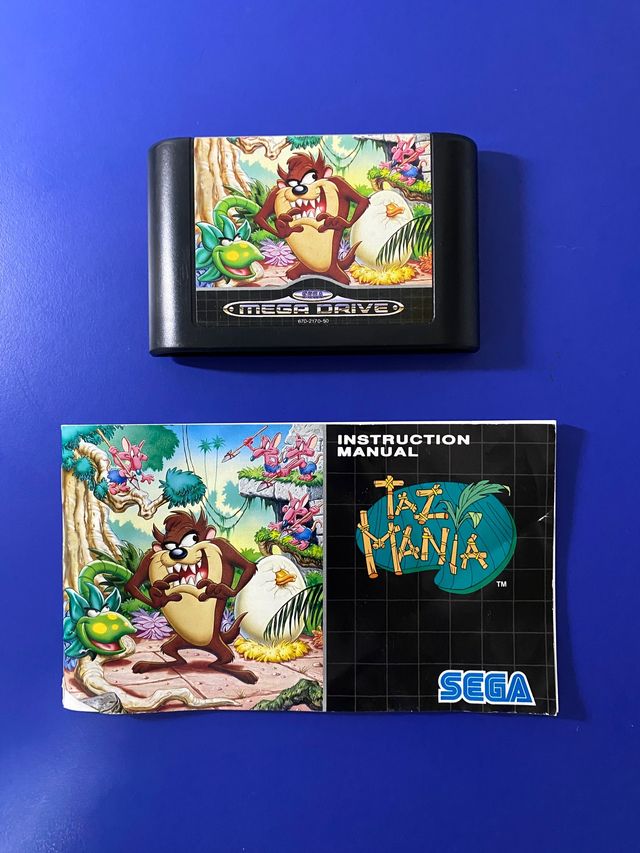 SEGA
MEGA DRIVE
670-2170-50
INSTRUCTION
MANUAL
TAZ
MANIA
TM
SEGA